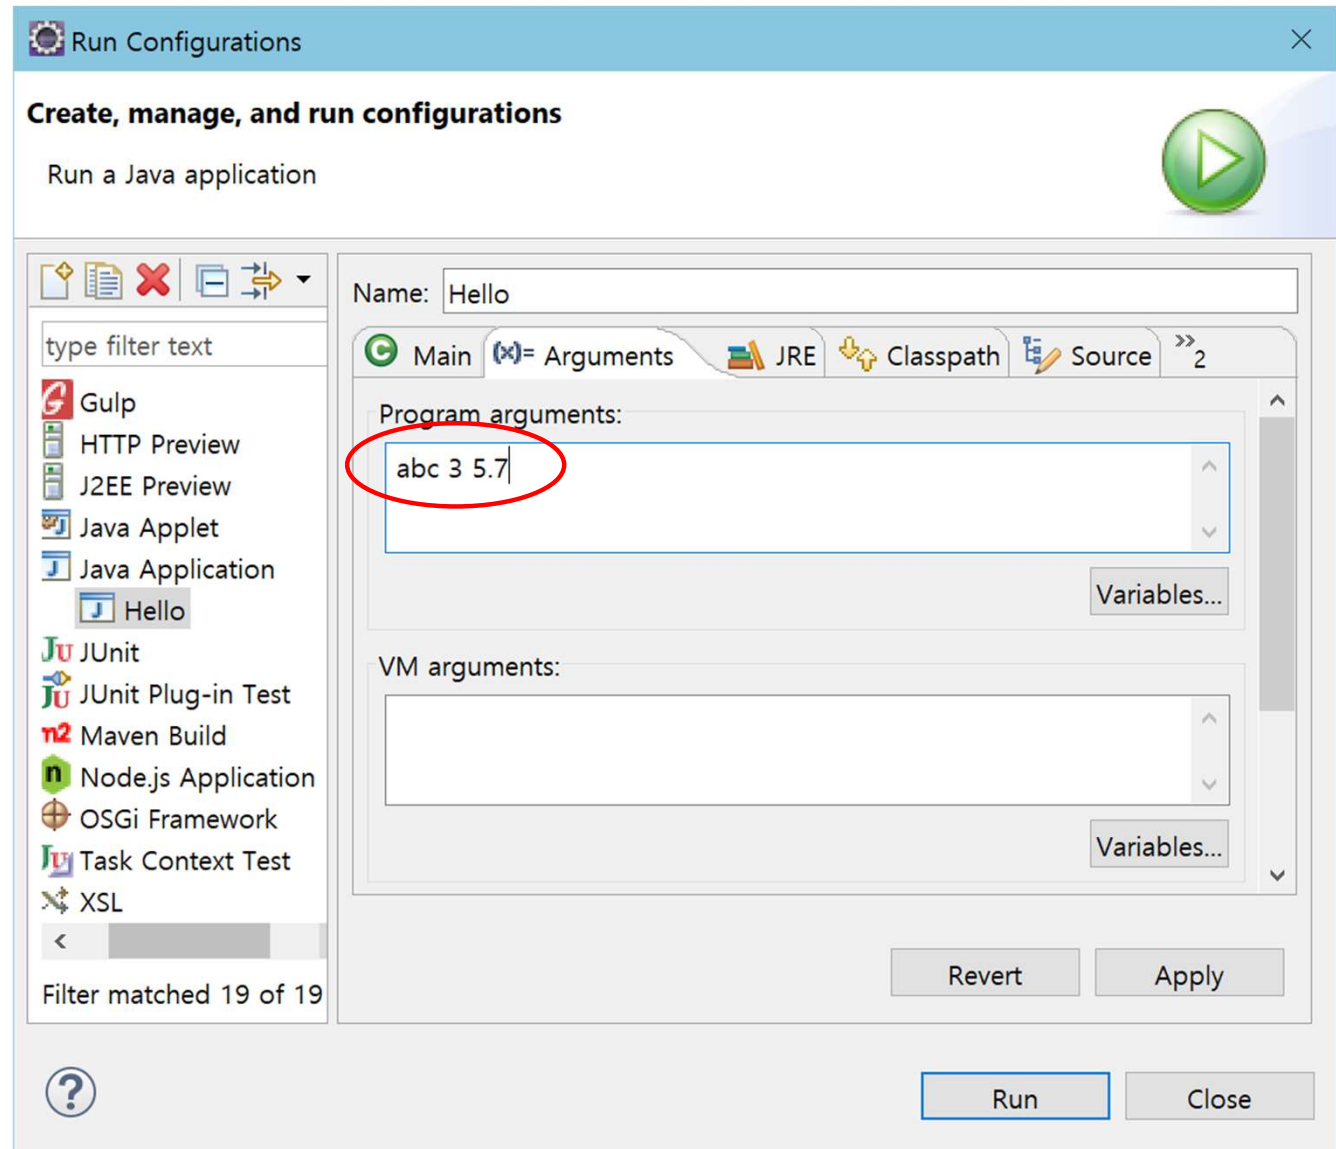 Run Configurations
Create, manage, and run configurations
Run a Java application
type filter text
Gulp
HTTP Preview
J2EE Preview
Java Applet
Java Application
Hello
JUnit
JUnit Plug-in Test
Maven Build
Node.js Application
OSGi Framework
Task Context Test
XSL
Filter matched 19 of 19
Name: Hello
Main (x)= Arguments JRE Classpath Source »2
Program arguments:
abc 3 5.7
Variables...
VM arguments:
Variables...
Revert Apply
Run Close